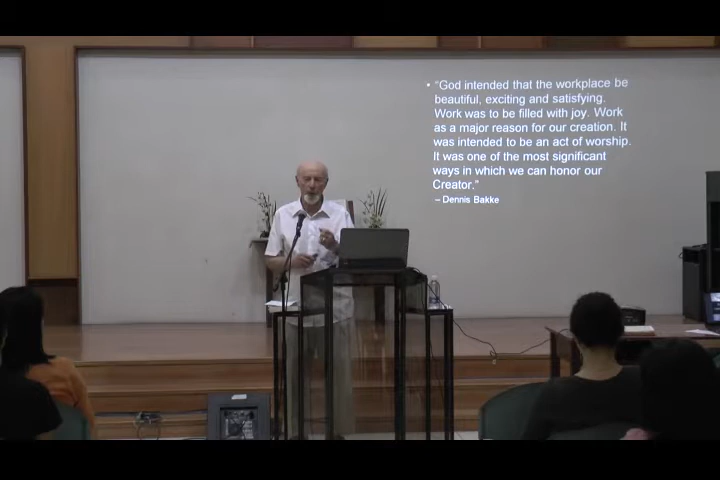 • “God intended that the workplace be
beautiful, exciting and satisfying.
Work was to be filled with joy. Work
as a major reason for our creation. It
was intended to be an act of worship.
It was one of the most significant
ways in which we can honor our
Creator.”
– Dennis Bakke